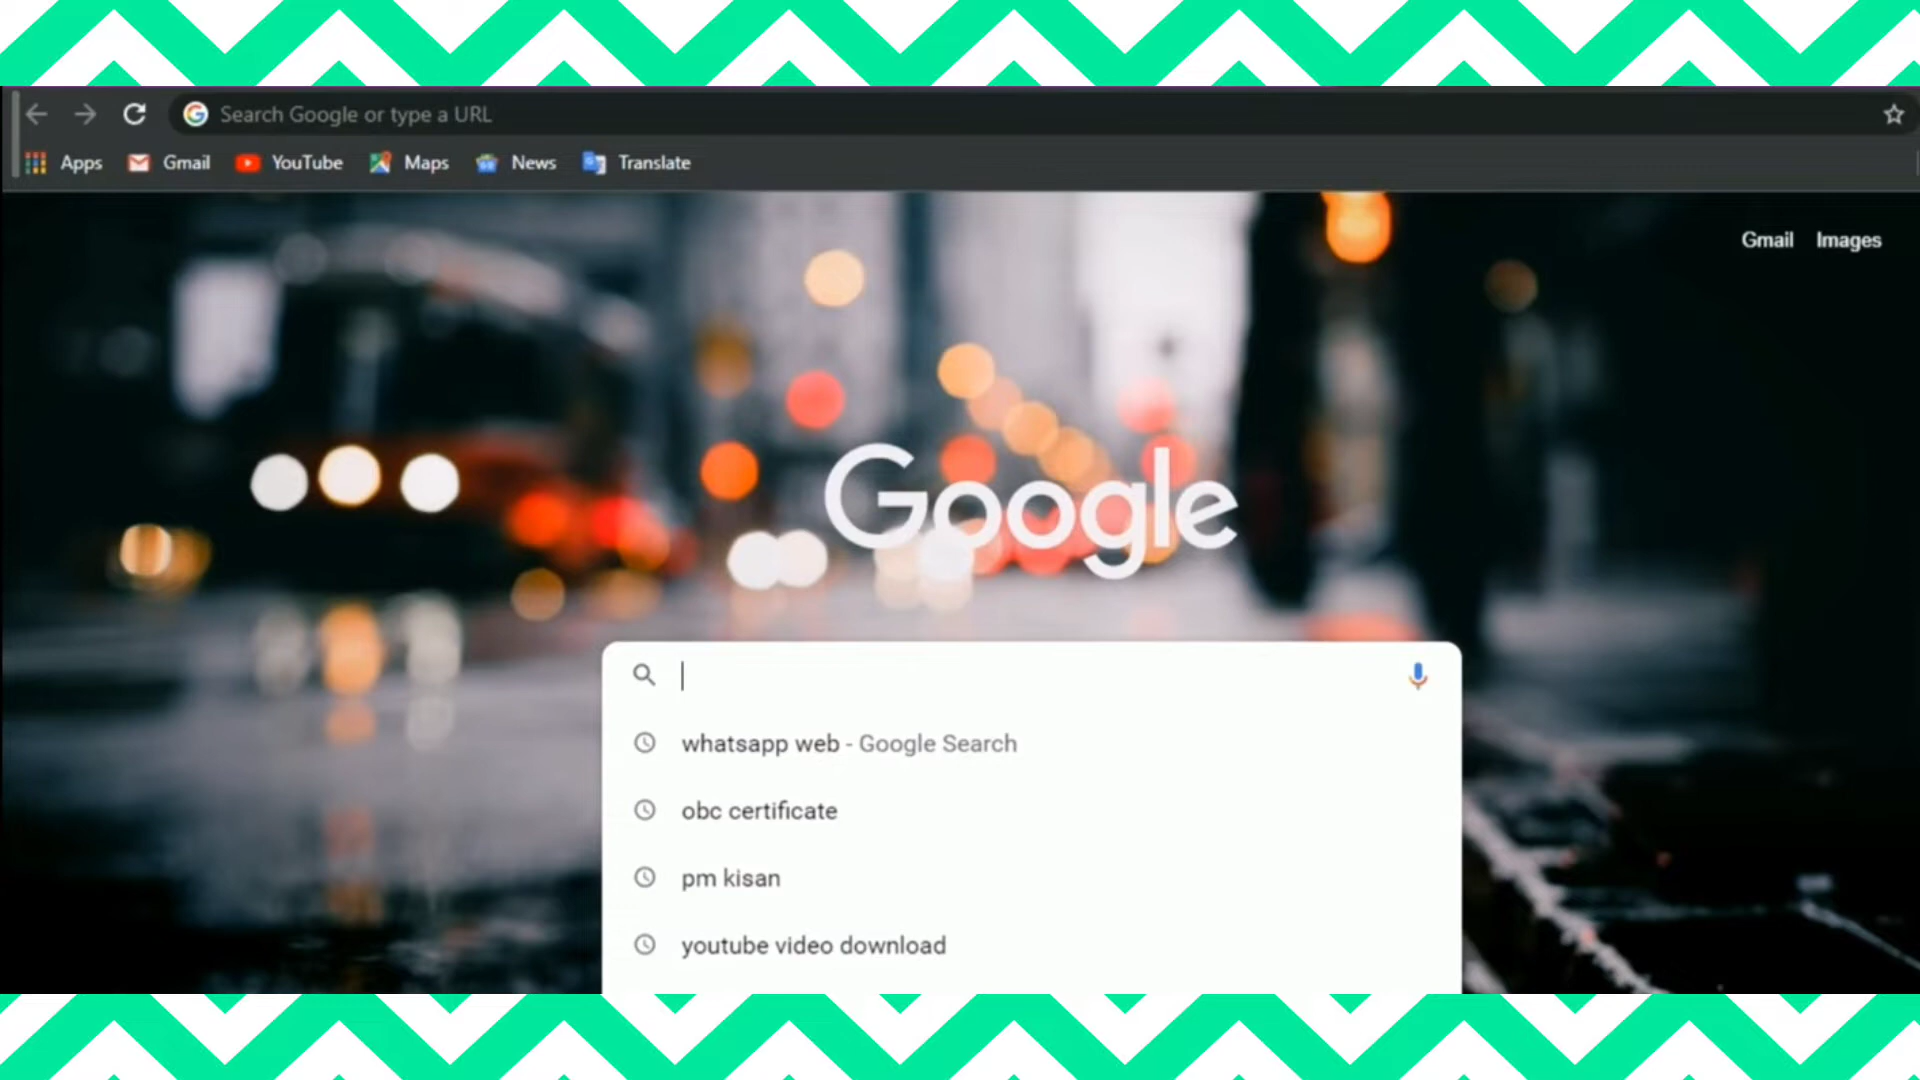 Search Google or type a URL
Apps Gmail YouTube Maps News Translate
Gmail Images
Google
whatsapp web - Google Search
obc certificate
pm kisan
youtube video download